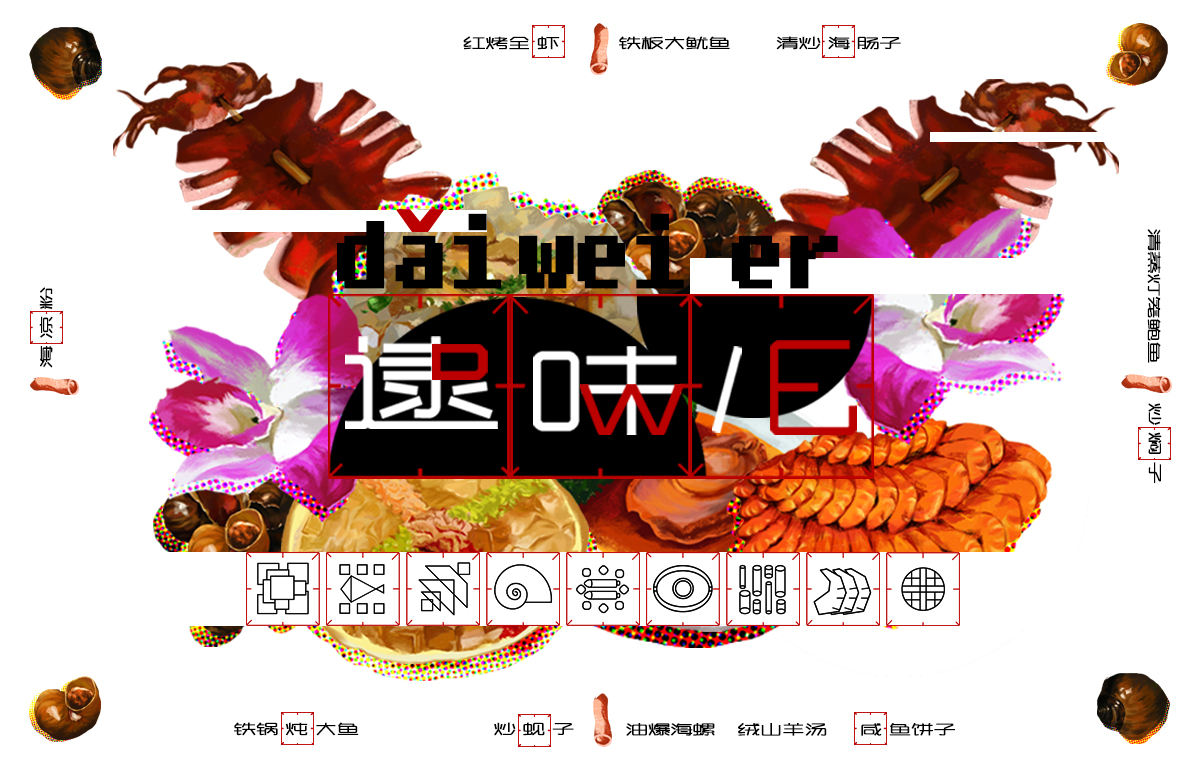 红烤全虾
铁板大鱿鱼
清炒海肠子
dǎiwei er
逮味/E
R
W
海凉粉
清蒸灯笼鲍鱼
炒焖子
铁锅炖大鱼
炒蚬子
油爆海螺
绒山羊汤
咸鱼饼子